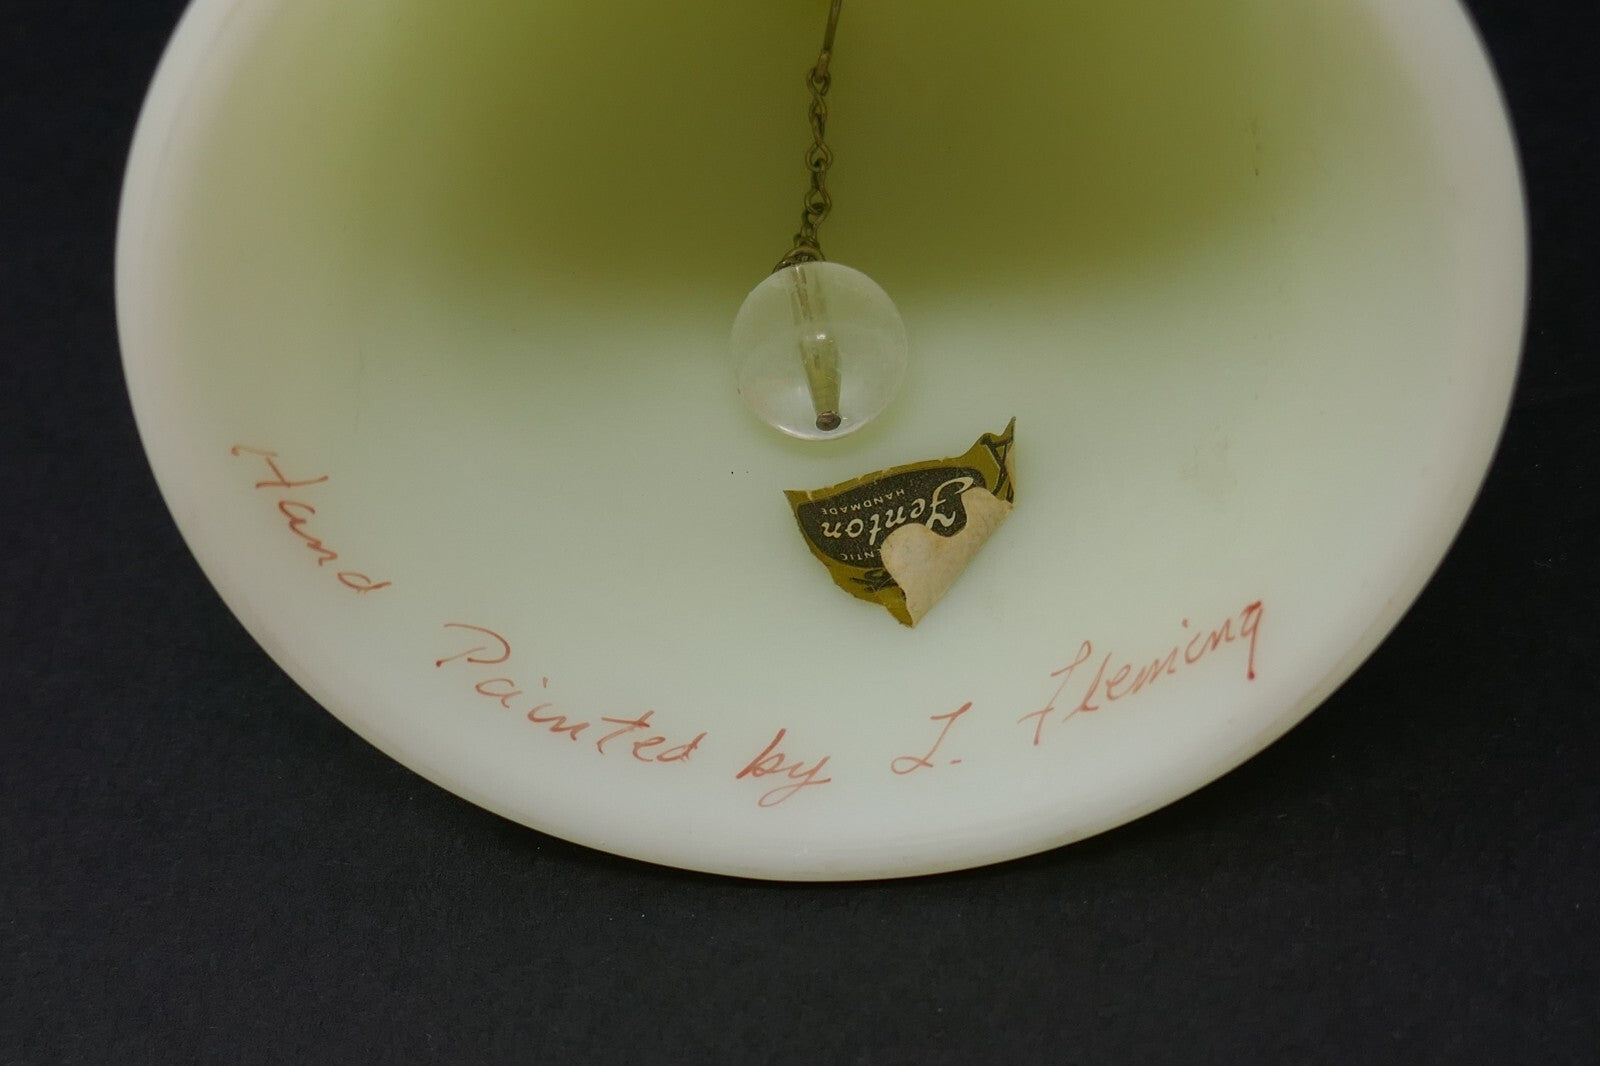 Hand Painted by L. Fleming
Fenton
HANDMADE